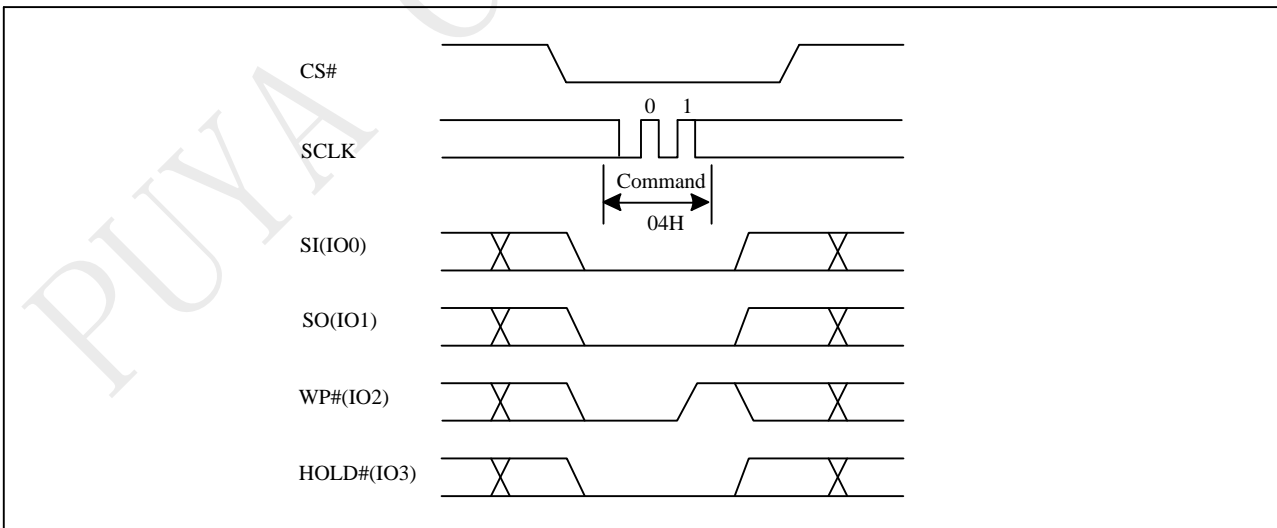 PUYA
CS#
0 1
SCLK
Command
04H
SI(IO0)
SO(IO1)
WP#(IO2)
HOLD#(IO3)